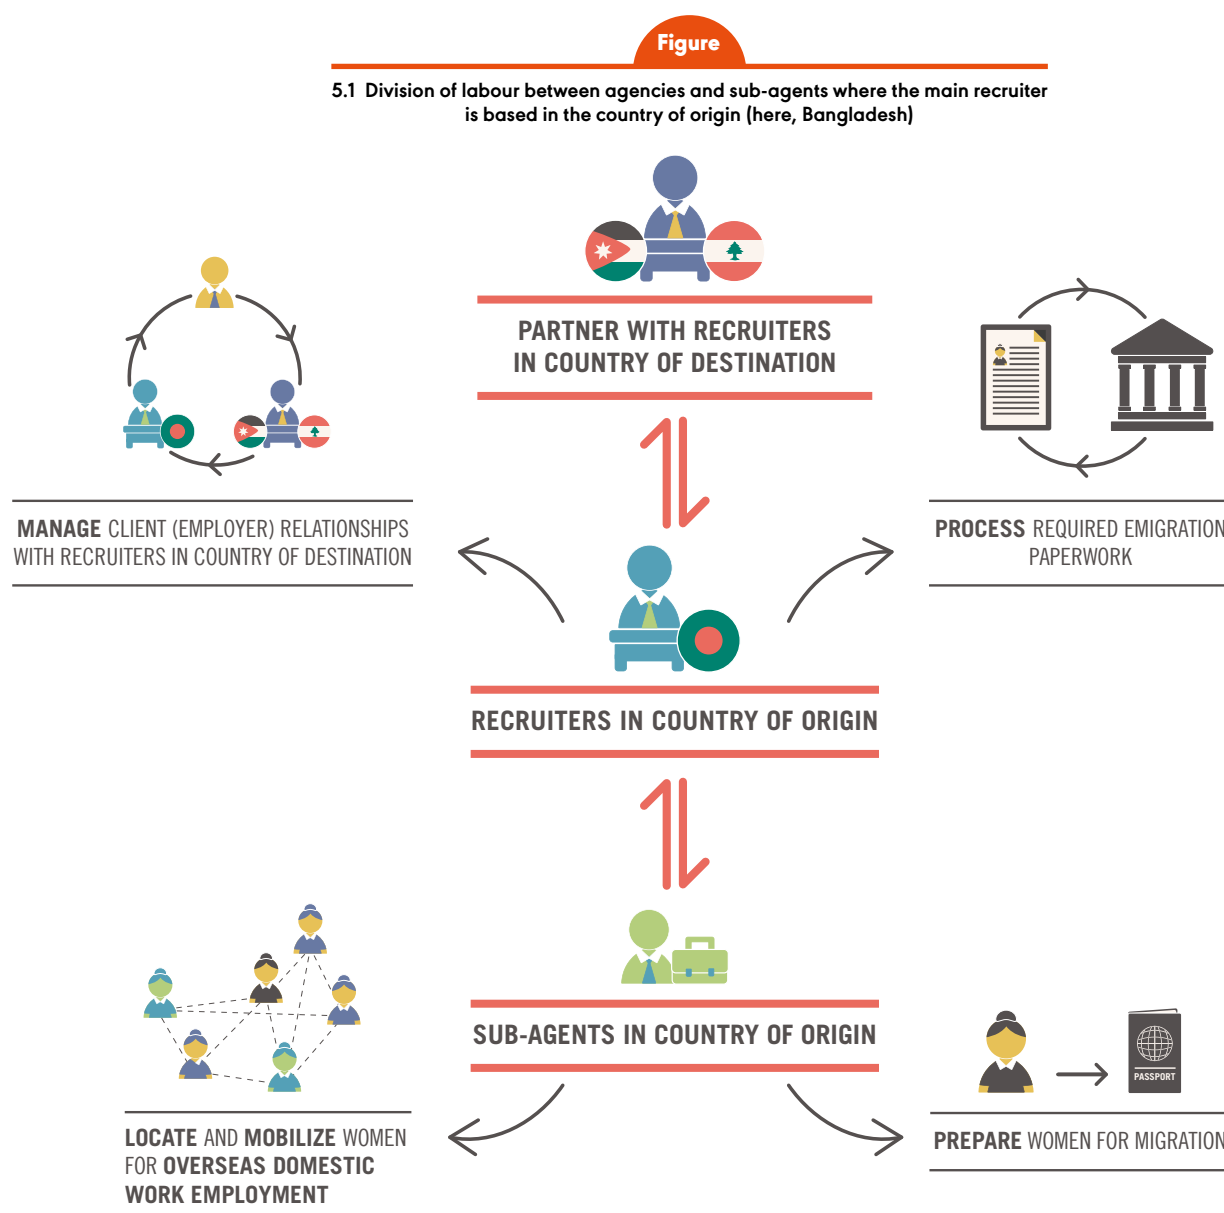 Figure
5.1 Division of labour between agencies and sub-agents where the main recruiter
is based in the country of origin (here, Bangladesh)
PARTNER WITH RECRUITERS
IN COUNTRY OF DESTINATION
MANAGE CLIENT (EMPLOYER) RELATIONSHIPS
WITH RECRUITERS IN COUNTRY OF DESTINATION
PROCESS REQUIRED EMIGRATION
PAPERWORK
RECRUITERS IN COUNTRY OF ORIGIN
SUB-AGENTS IN COUNTRY OF ORIGIN
PASSPORT
LOCATE AND MOBILIZE WOMEN
FOR OVERSEAS DOMESTIC
WORK EMPLOYMENT
PREPARE WOMEN FOR MIGRATION